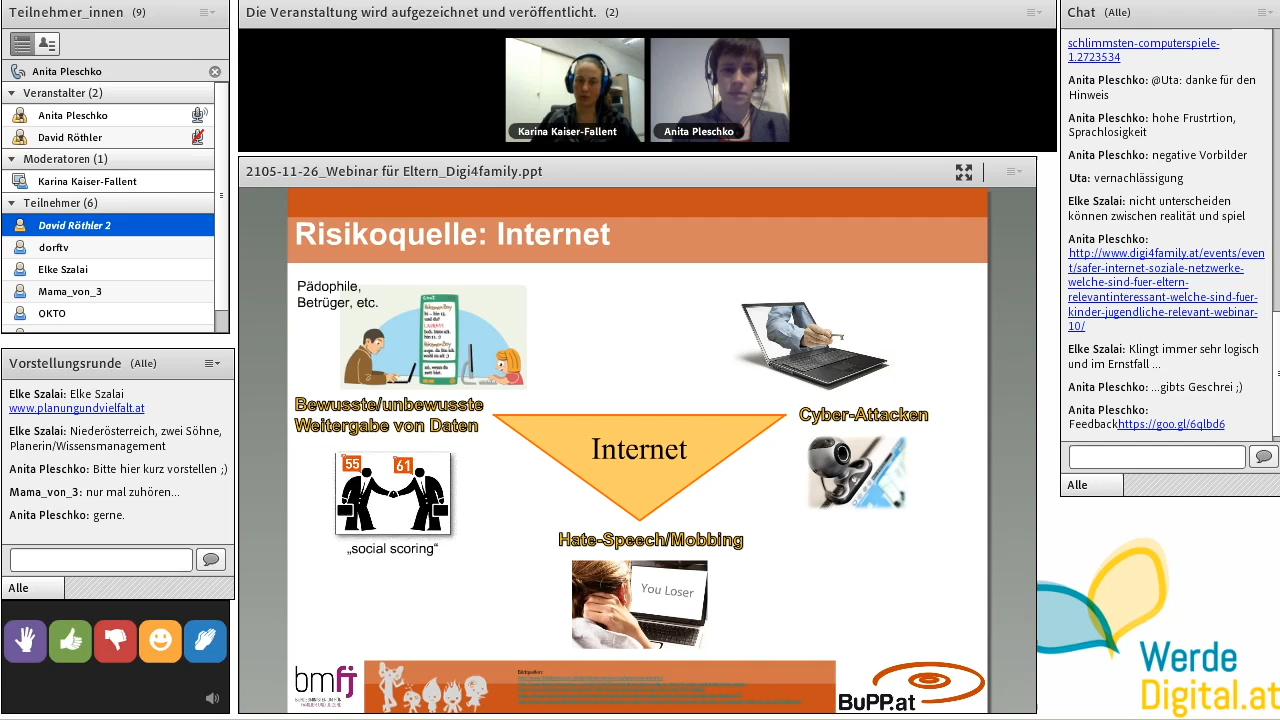 Teilnehmer_innen (9)
Anita Pleschko
Veranstalter (2)
Anita Pleschko
David Röthler
Moderatoren (1)
Karina Kaiser-Fallent
Teilnehmer (6)
David Röthler 2
dorftv
Elke Szalai
Mama_von_3
OKTO
Vorstellungsrunde (Alle)
Elke Szalai: Elke Szalai
www.planungundvielfalt.at
Elke Szalai:
Planerin/Wissensmanagement
Anita Pleschko: Bitte hier kurz vorstellen ;)
Mama_von_3: nur mal zuhören...
Anita Pleschko: gerne.
Alle
Die Veranstaltung wird aufgezeichnet und veröffentlicht. (2)
Karina Kaiser-Fallent
Anita Pleschko
2105-11-26_Webinar für Eltern_Digi4family.ppt
Risikoquelle: Internet
Pädophile,
Betrüger, etc.
Bewusste/unbewusste
Weitergabe von Daten
Cyber-Attacken
Internet
55 61
„social scoring“
Hate-Speech/Mobbing
You Loser
bmfj
Bildquellen:
BuPP.at
Chat (Alle)
schlimmsten-computerspiele-
1.2723534
Anita Pleschko: @Uta: danke für den
Hinweis
Anita Pleschko: hohe Frustrtion,
Sprachlosigkeit
Anita Pleschko: negative Vorbilder
Uta: vernachlässigung
Elke Szalai: nicht unterscheiden
können zwischen realität und spiel
Anita Pleschko:
http://www.digi4family.at/events/even
t/safer-internet-soziale-netzwerke-
welche-sind-fuer-eltern-
relevantinteressant-welche-sind-fuer-
kinder-jugendliche-relevant-webinar-
10/
Elke Szalai: klingt immer sehr logisch
und im Ernstfall ...
Anita Pleschko: ...gibts Geschrei ;)
Anita Pleschko:
Feedbackhttps://goo.gl/6qlbd6
Alle
Werde
Digital.at